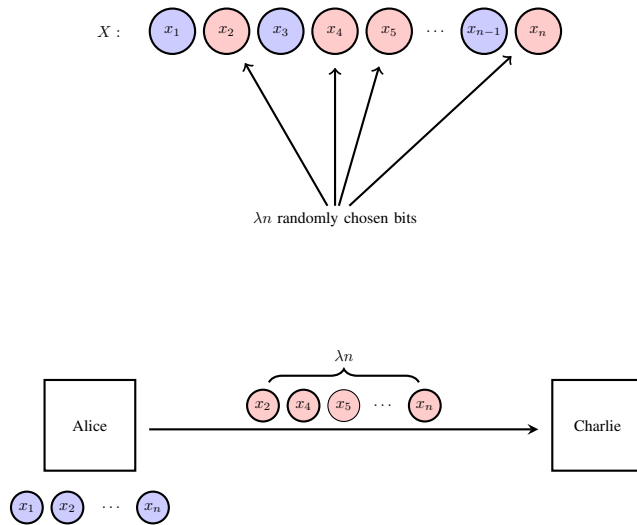 X : x₁ x₂ x₃ x₄ x₅ ⋯ xₙ₋₁ xₙ
λn randomly chosen bits
λn
x₂ x₄ x₅ ⋯ xₙ
Alice Charlie
x₁ x₂ ⋯ xₙ